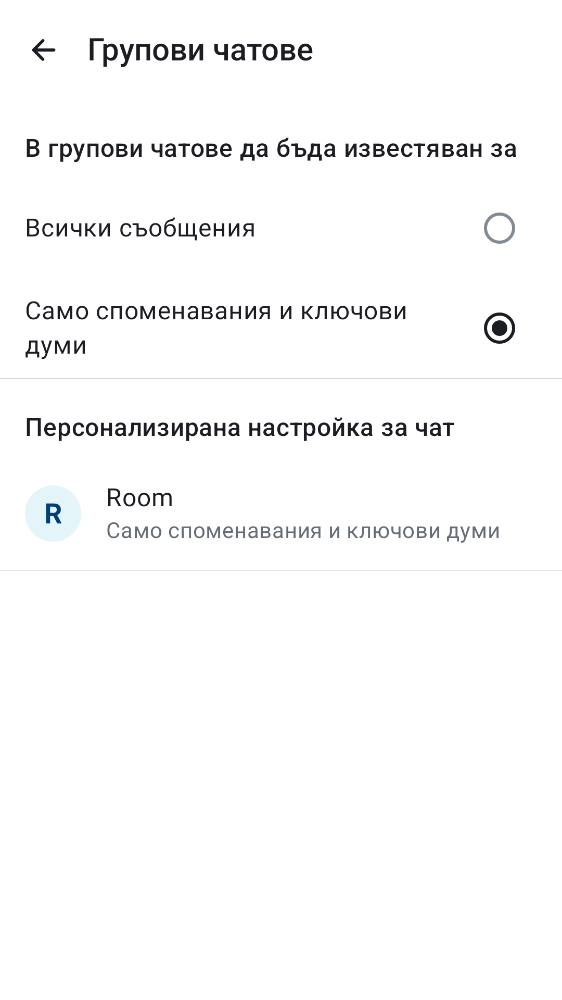 Групови чатове
В групови чатове да бъда известяван за
Всички съобщения
Само споменавания и ключови
думи
Персонализирана настройка за чат
R
Room
Само споменавания и ключови думи